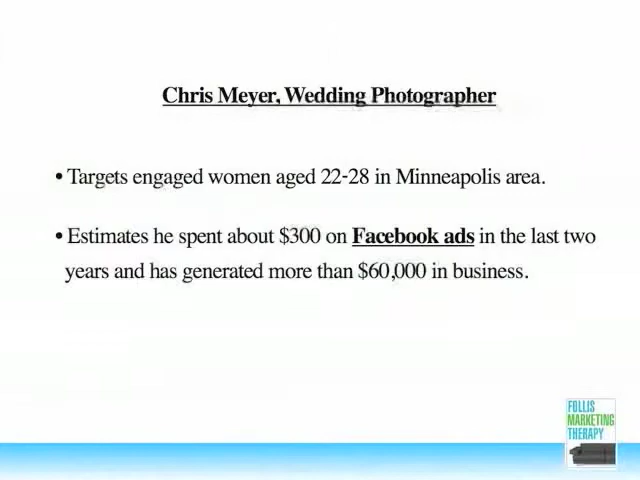 Chris Meyer, Wedding Photographer
• Targets engaged women aged 22-28 in Minneapolis area.
• Estimates he spent about $300 on Facebook ads in the last two
years and has generated more than $60,000 in business.
FOLLIS
MARKETING
THERAPY